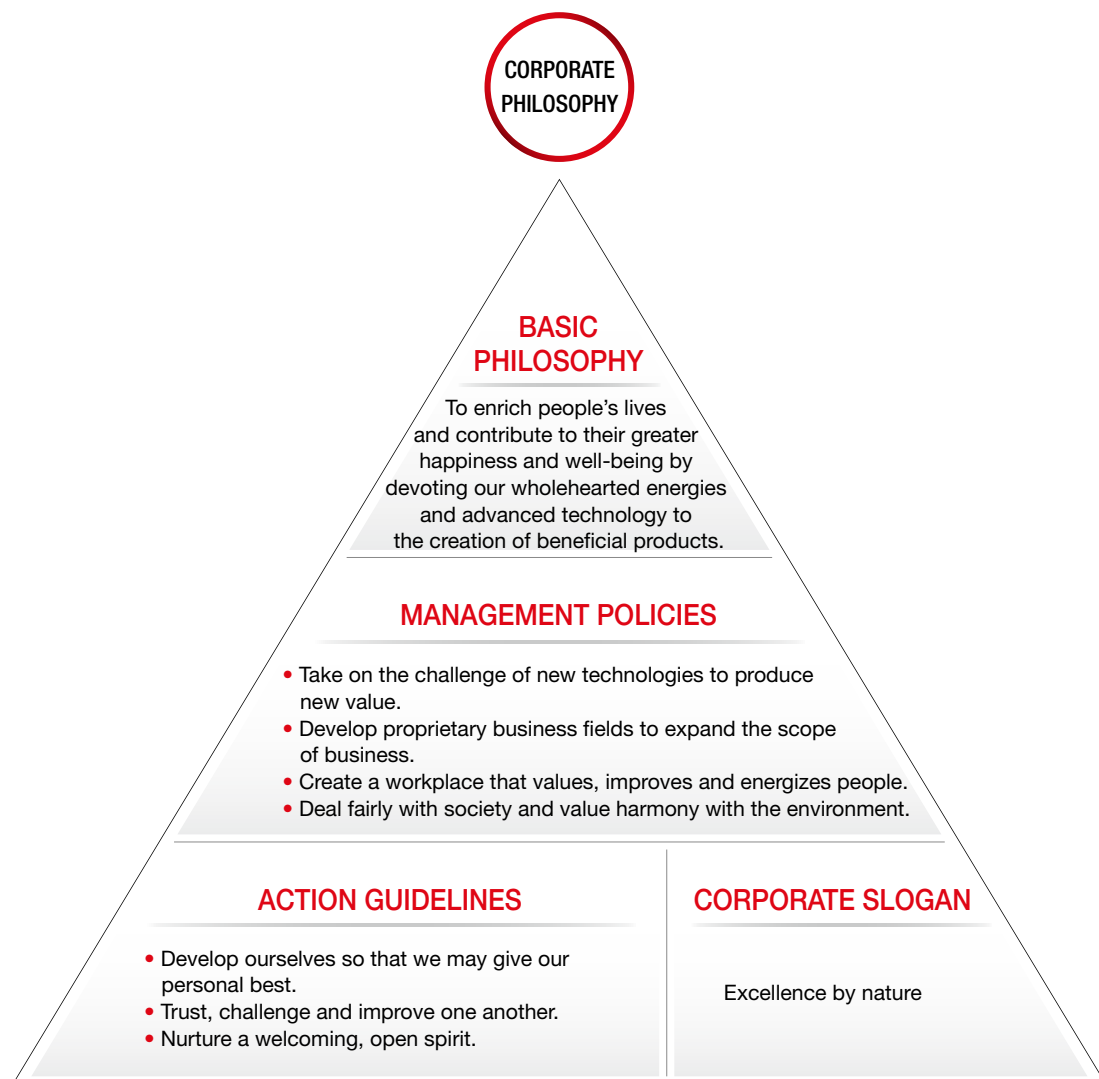 CORPORATE
PHILOSOPHY
BASIC
PHILOSOPHY
To enrich people’s lives
and contribute to their greater
happiness and well-being by
devoting our wholehearted energies
and advanced technology to
the creation of beneficial products.
MANAGEMENT POLICIES
• Take on the challenge of new technologies to produce
new value.
• Develop proprietary business fields to expand the scope
of business.
• Create a workplace that values, improves and energizes people.
• Deal fairly with society and value harmony with the environment.
ACTION GUIDELINES
• Develop ourselves so that we may give our
personal best.
• Trust, challenge and improve one another.
• Nurture a welcoming, open spirit.
CORPORATE SLOGAN
Excellence by nature